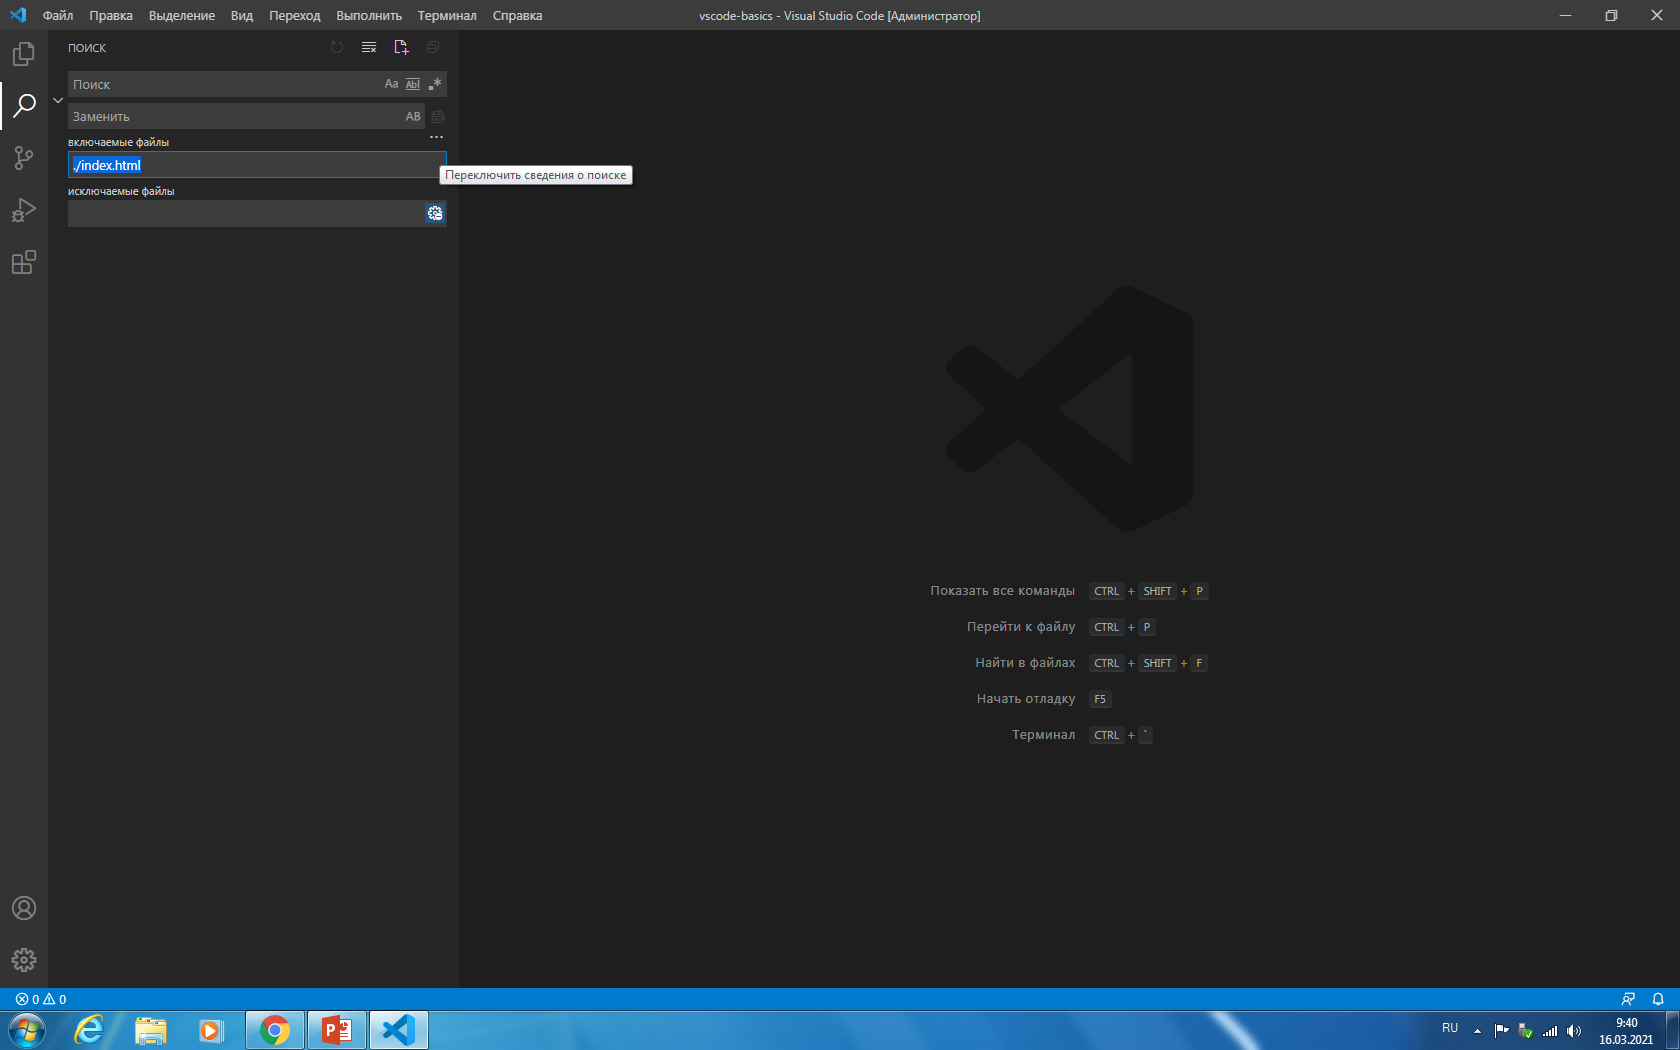 Файл Правка Выделение Вид Переход Выполнить Терминал Справка
vscode-basics - Visual Studio Code [Администратор]
ПОИСК
Поиск
Aa Abl .*
Заменить
AB
...
включаемые файлы
./index.html
Переключить сведения о поиске
исключаемые файлы
Показать все команды CTRL + SHIFT + P
Перейти к файлу CTRL + P
Найти в файлах CTRL + SHIFT + F
Начать отладку F5
Терминал CTRL + `
0 0
RU
9:40
16.03.2021